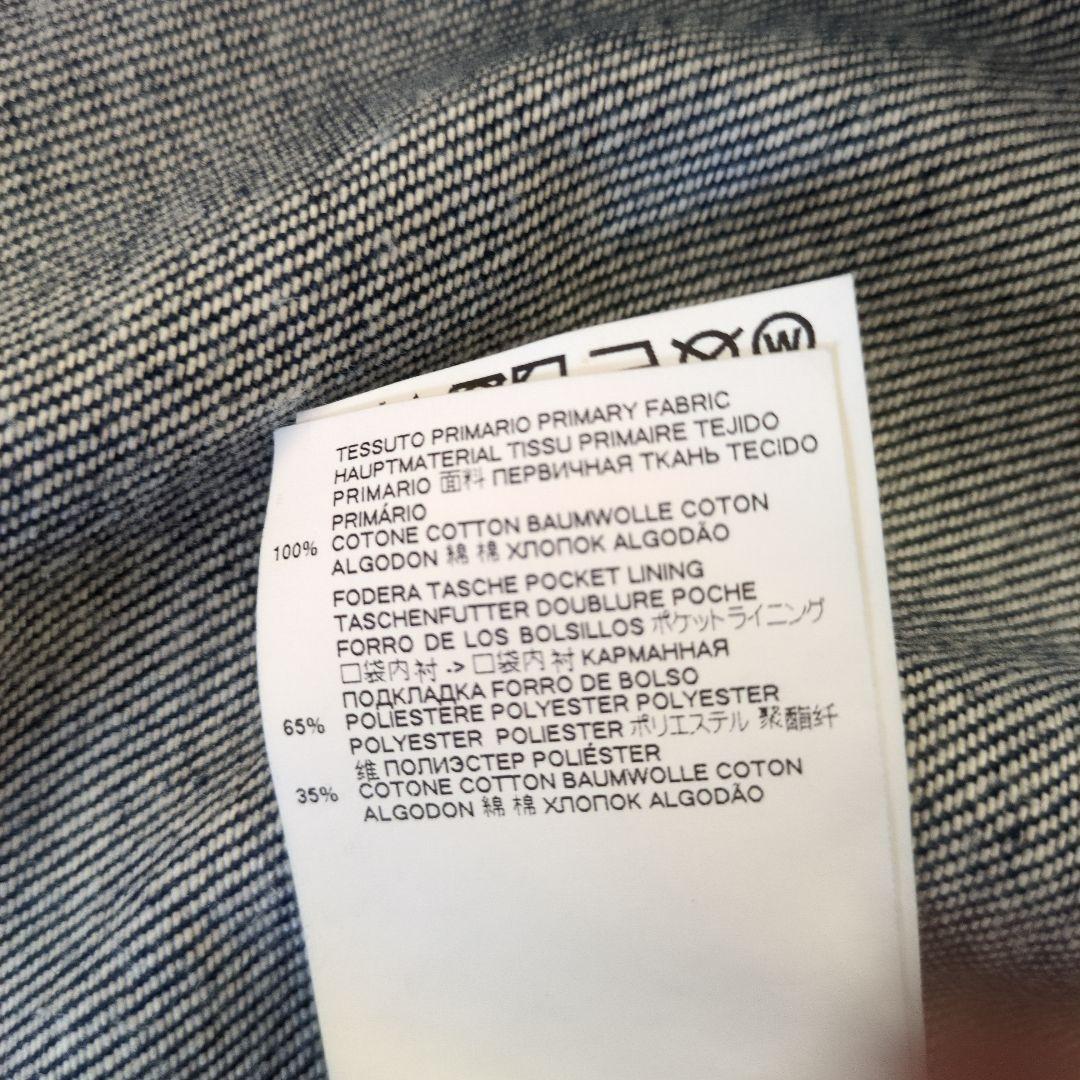 W
TESSUTO PRIMARIO PRIMARY FABRIC
HAUPTMATERIAL TISSU PRIMAIRE TEJIDO
PRIMARIO 面料 ПЕРВИЧНАЯ ТКАНЬ TECIDO
PRIMÁRIO
100% COTONE COTTON BAUMWOLLE COTON
ALGODON 綿 棉 ХЛОПОК ALGODÃO
FODERA TASCHE POCKET LINING
TASCHENFUTTER DOUBLURE POCHE
FORRO DE LOS BOLSILLOS ポケットライニング
口袋内衬 -> 口袋内衬 КАРМАННАЯ
ПОДКЛАДКА FORRO DE BOLSO
65% POLIESTERE POLYESTER POLYESTER
POLYESTER POLIESTER ポリエステル 聚酯纤
维 ПОЛИЭСТЕР POLIÉSTER
35% COTONE COTTON BAUMWOLLE COTON
ALGODON 綿 棉 ХЛОПОК ALGODÃO